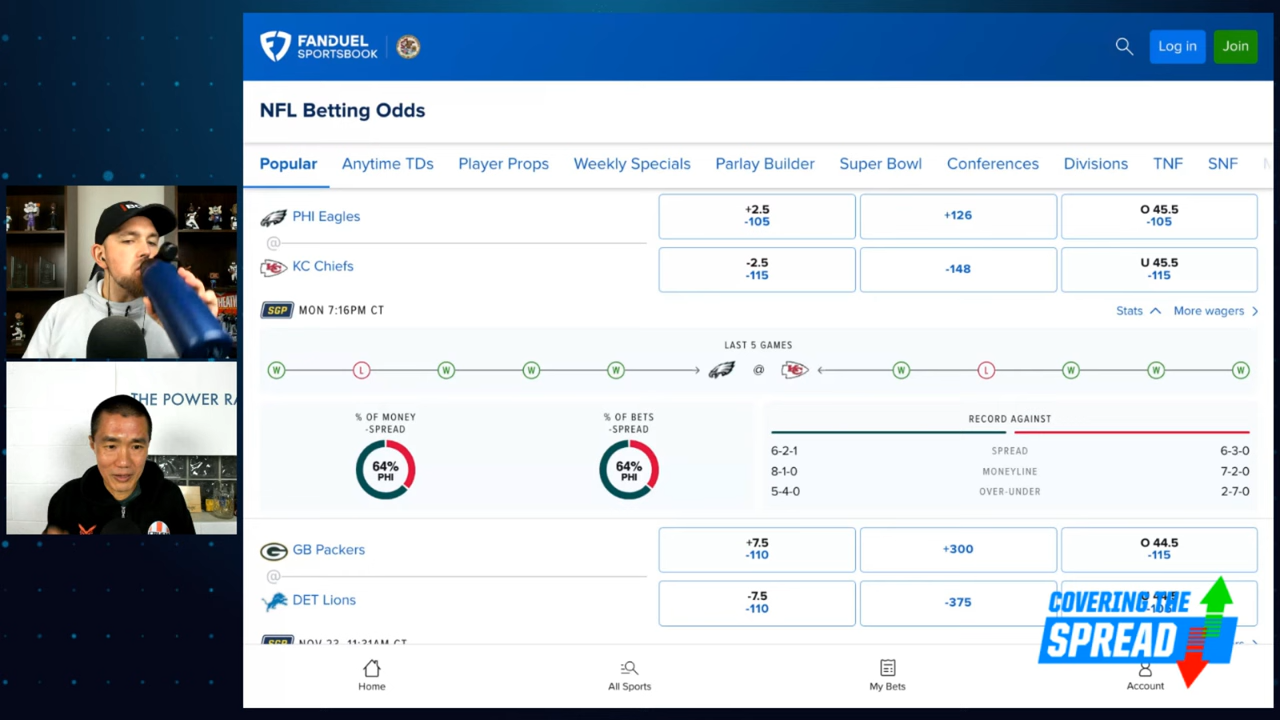 FANDUEL
SPORTSBOOK
Log in
Join
NFL Betting Odds
Popular
Anytime TDs
Player Props
Weekly Specials
Parlay Builder
Super Bowl
Conferences
Divisions
TNF
SNF
PHI Eagles
+2.5
-105
+126
O 45.5
-105
@
KC Chiefs
-2.5
-115
-148
U 45.5
-115
SGP MON 7:16PM CT
Stats
More wagers
LAST 5 GAMES
W L W W W @ W L W W W
% OF MONEY
-SPREAD
64%
PHI
% OF BETS
-SPREAD
64%
PHI
RECORD AGAINST
6-2-1 SPREAD 6-3-0
8-1-0 MONEYLINE 7-2-0
5-4-0 OVER-UNDER 2-7-0
GB Packers
+7.5
-110
+300
O 44.5
-115
@
DET Lions
-7.5
-110
-375
SGP NOV 23, 11:31AM CT
Home
All Sports
My Bets
Account
COVERING THE
SPREAD
THE POWER RA